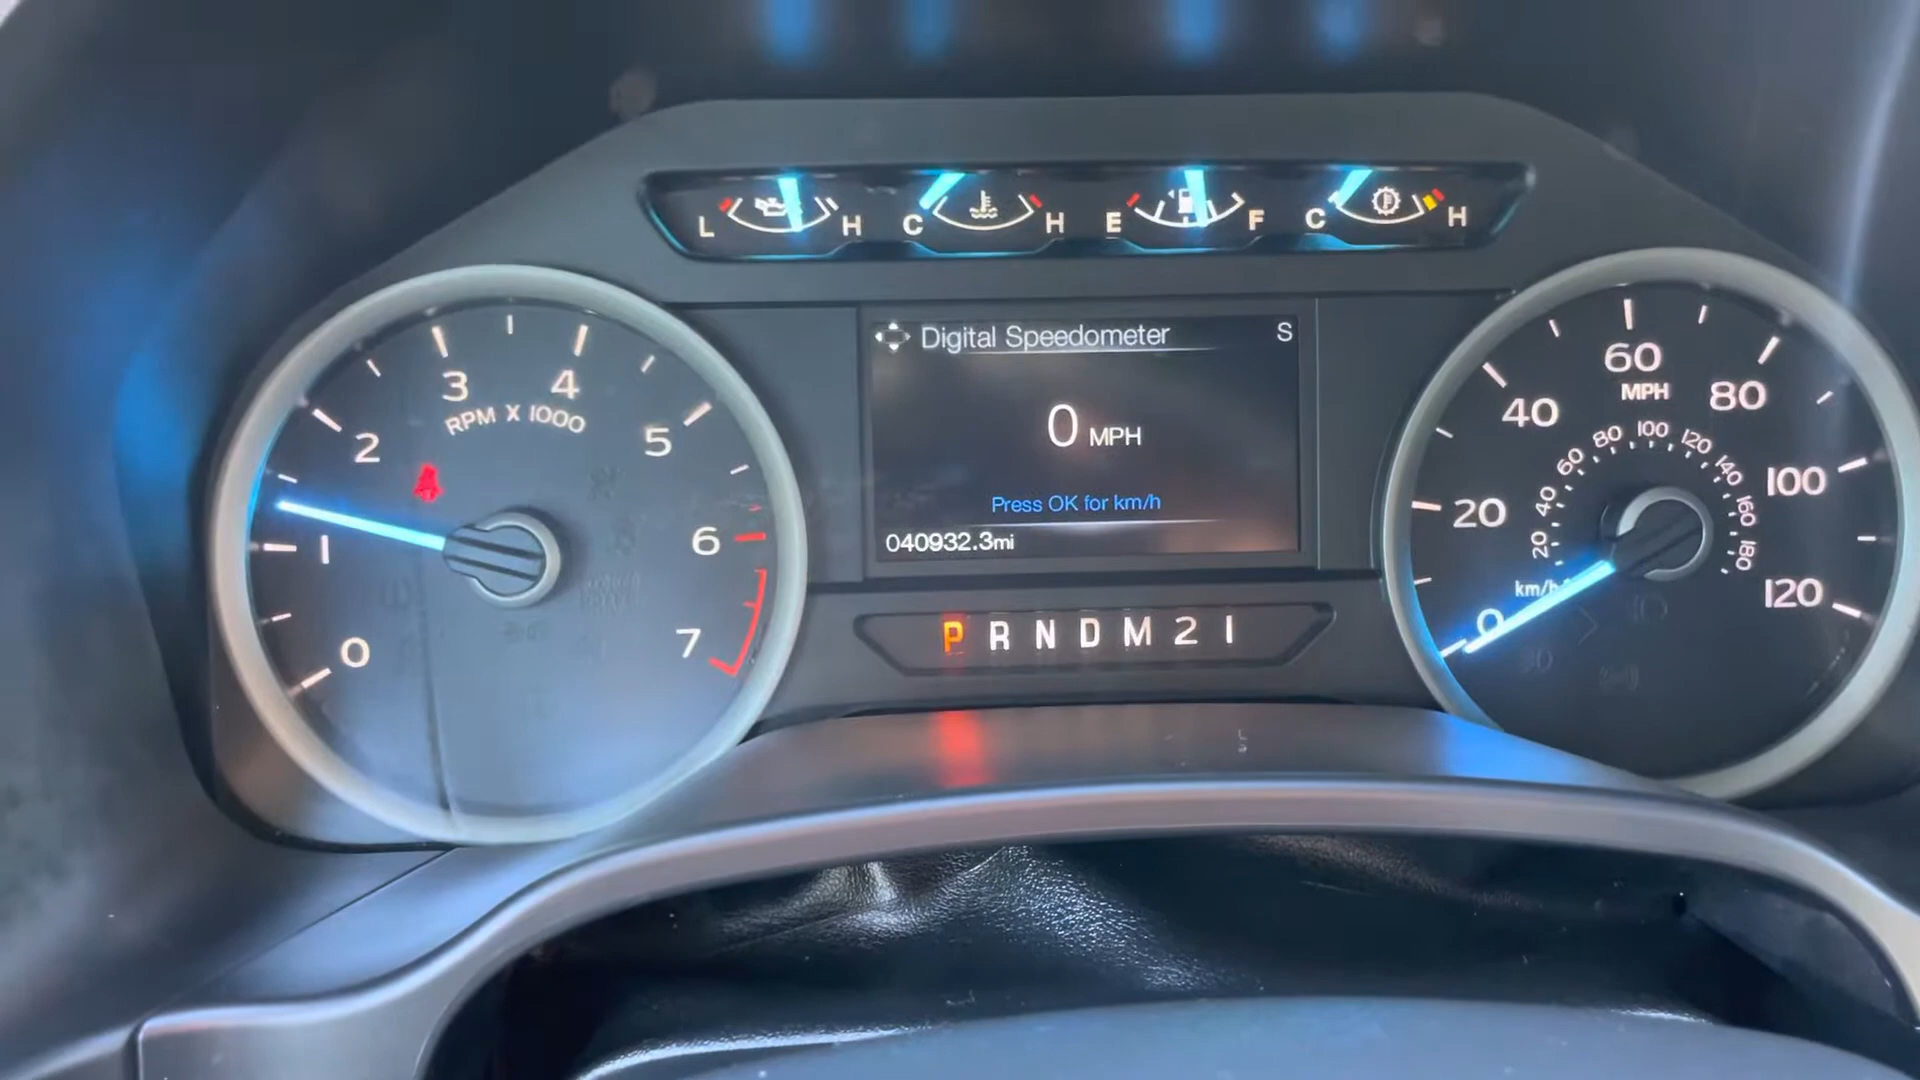 L H C H E F C H
Digital Speedometer S
0 MPH
Press OK for km/h
040932.3mi
P R N D M 2 1
0 1 2 3 4 5 6 7
RPM X 1000
0 20 40 60 80 100 120
MPH
20 40 60 80 100 120 140 160 180
km/h